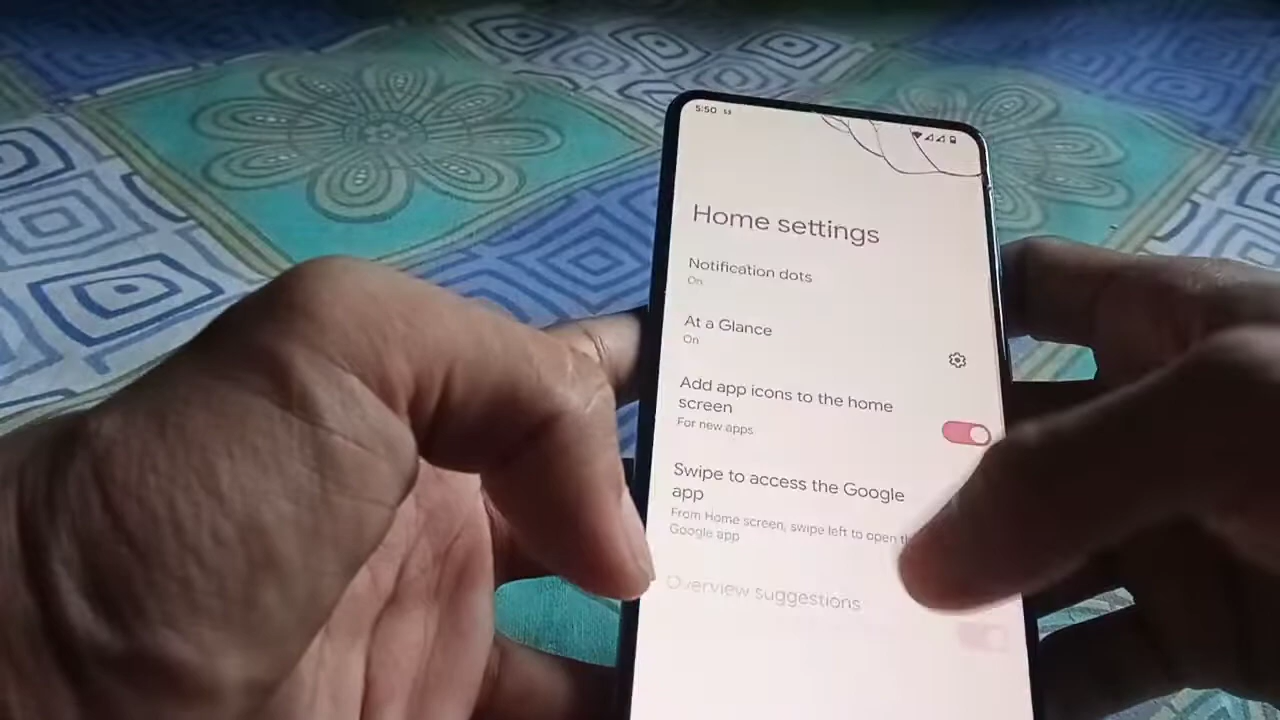 5:50
Home settings
Notification dots
On
At a Glance
On
Add app icons to the home
screen
For new apps
Swipe to access the Google
app
From Home screen, swipe left to open
Google app
Overview suggestions